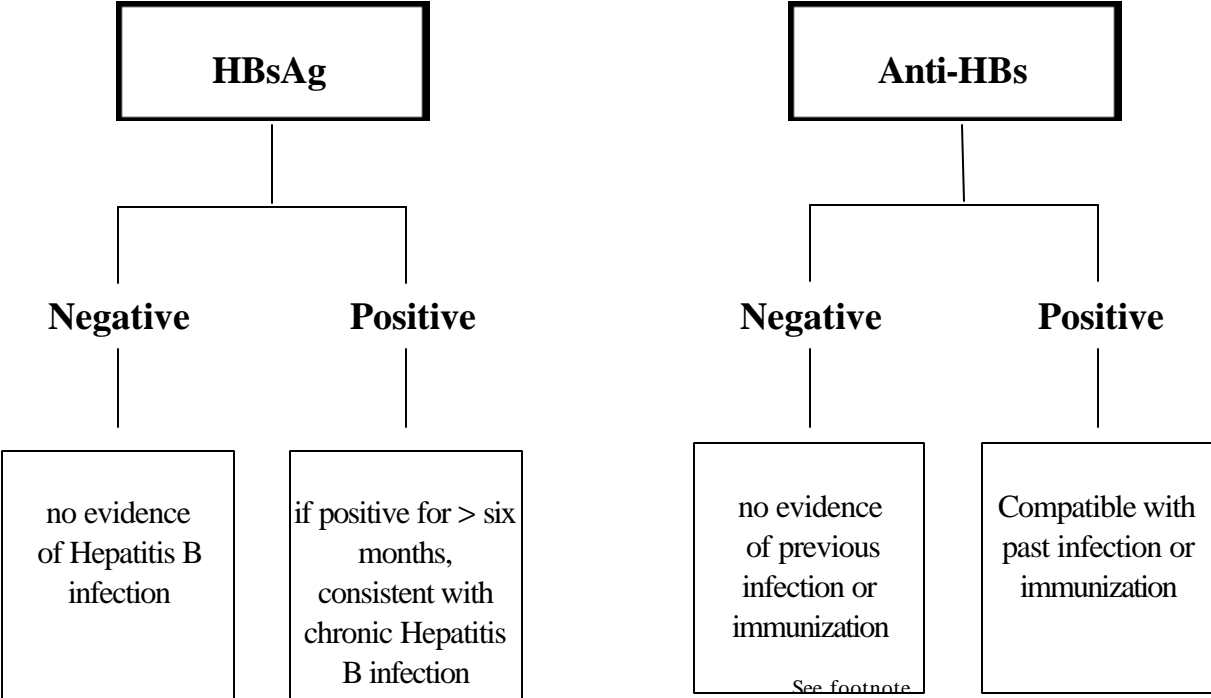 HBsAg
Negative
Positive
no evidence
of Hepatitis B
infection
if positive for > six
months,
consistent with
chronic Hepatitis
B infection
Anti-HBs
Negative
Positive
no evidence
of previous
infection or
immunization
See footnote
Compatible with
past infection or
immunization